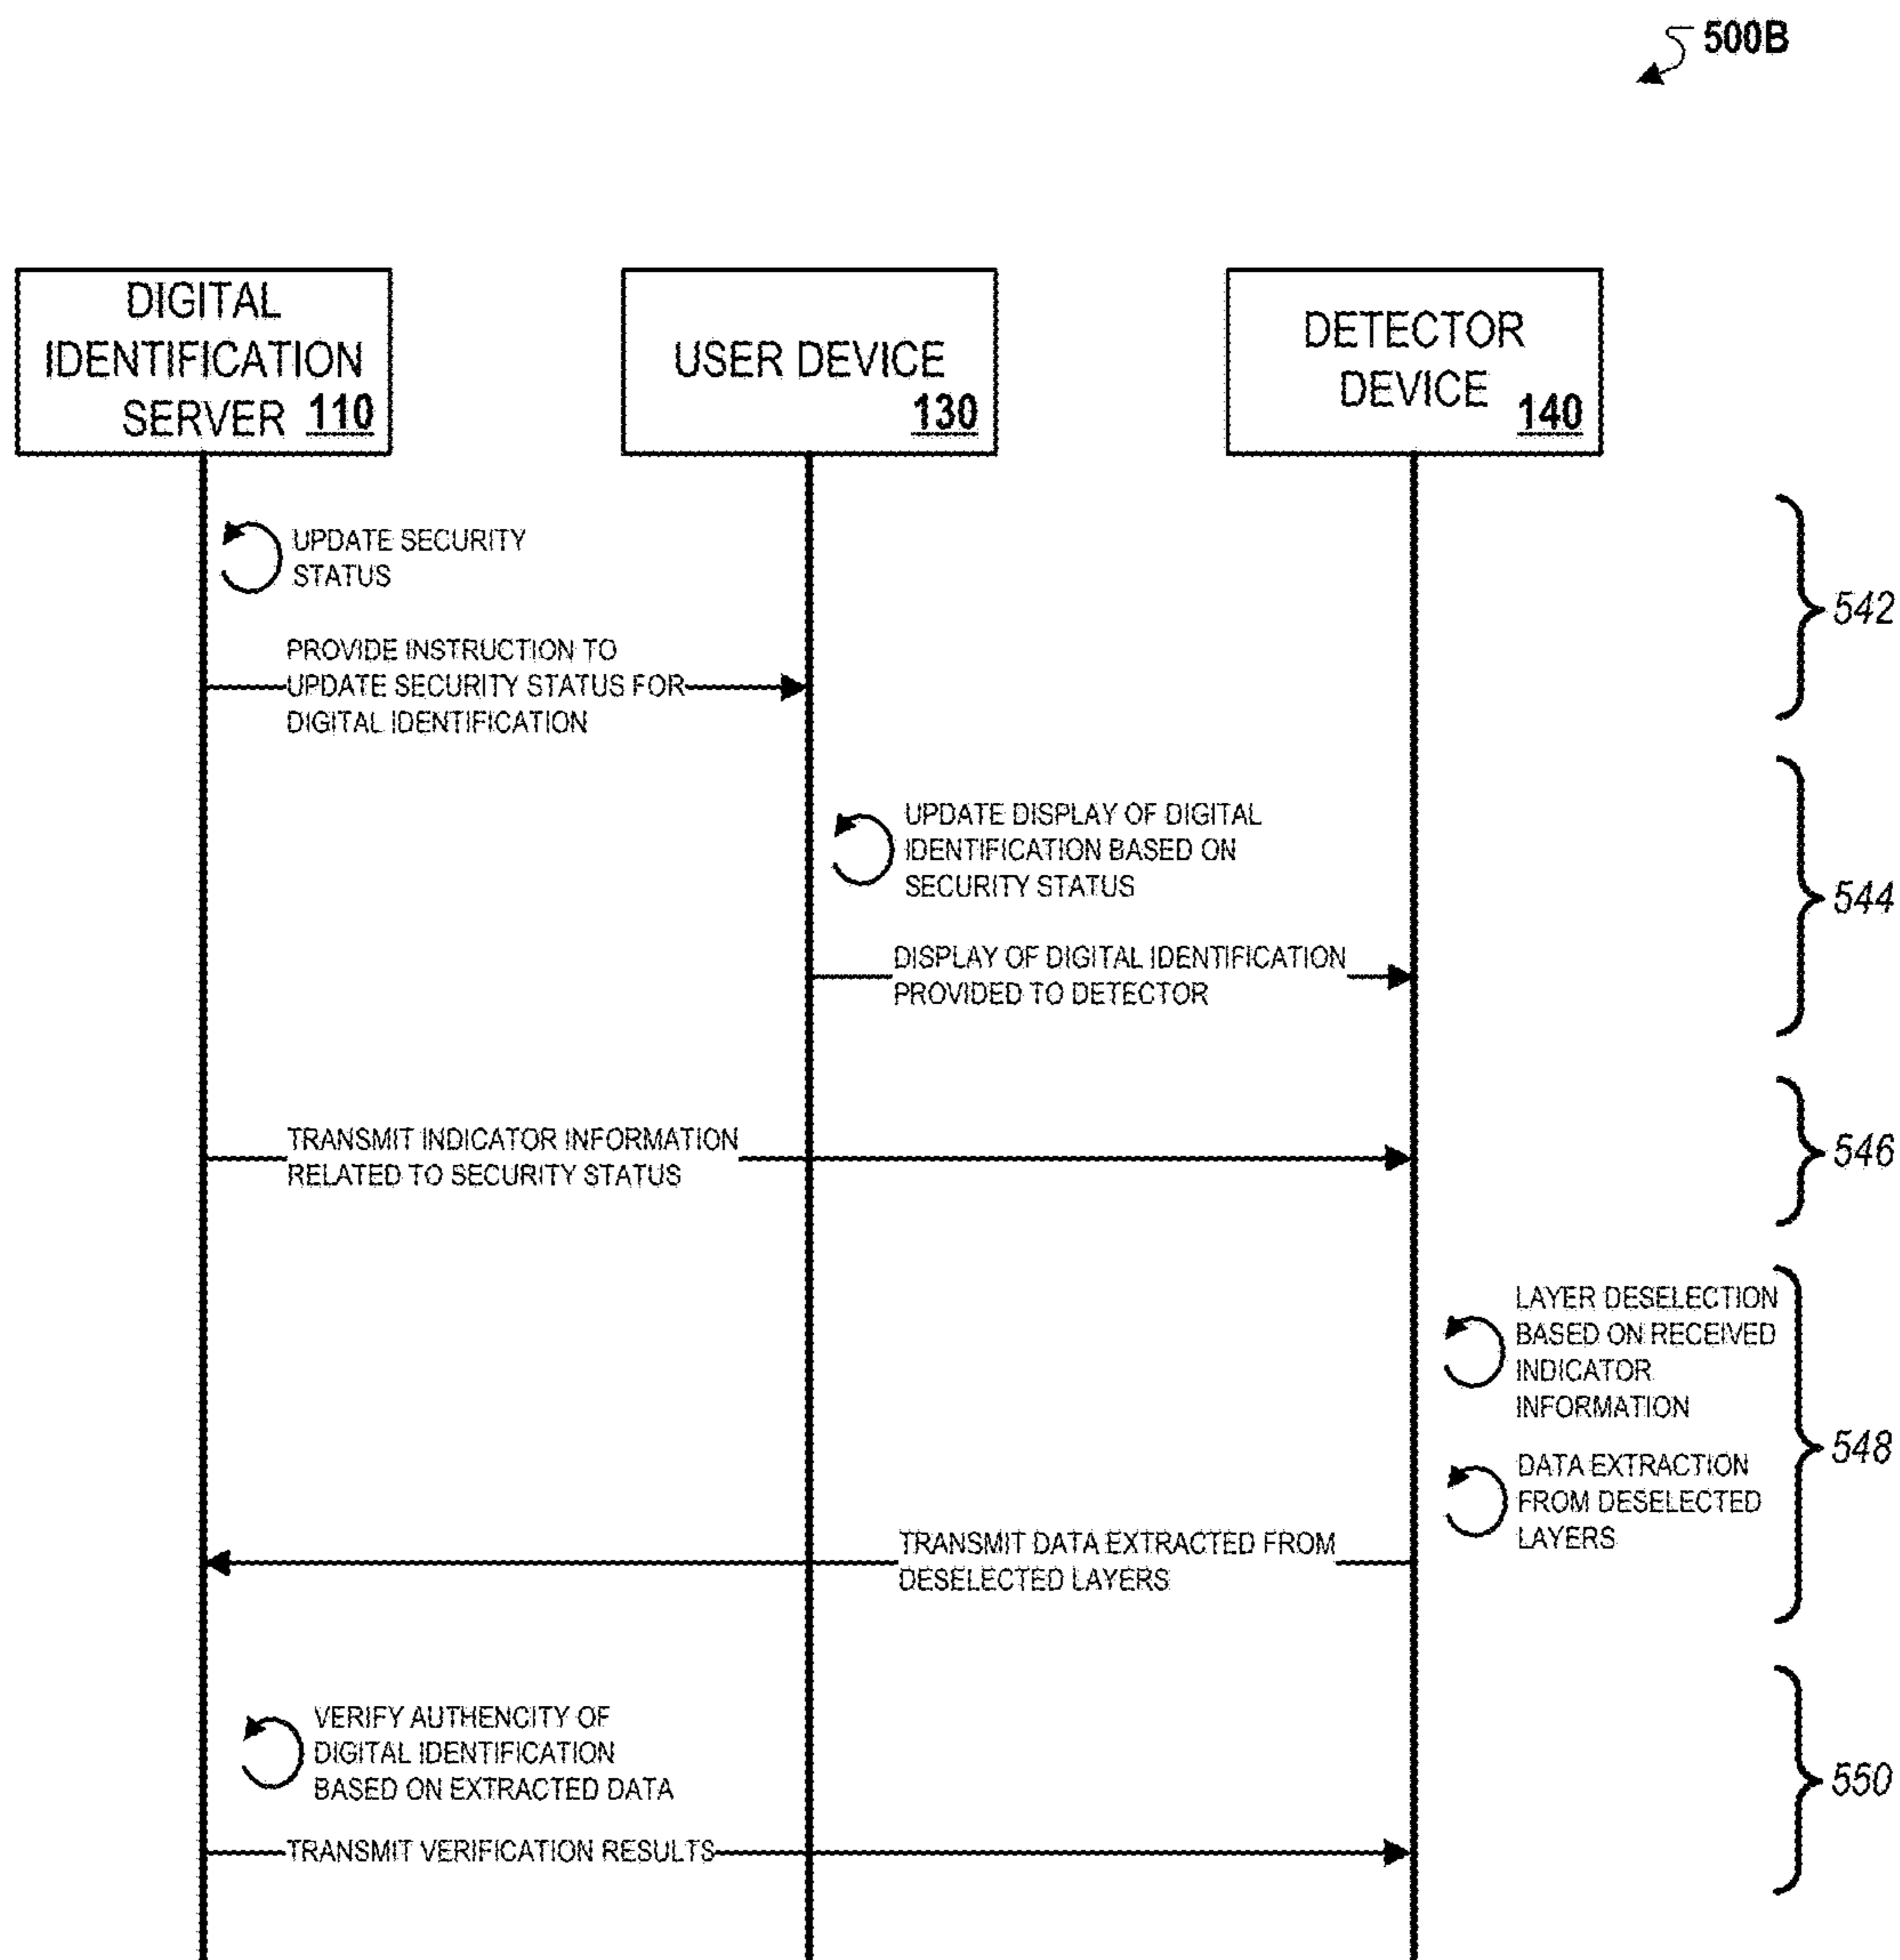 500B
DIGITAL
IDENTIFICATION
SERVER 110
USER DEVICE
130
DETECTOR
DEVICE 140
UPDATE SECURITY
STATUS
542
PROVIDE INSTRUCTION TO
UPDATE SECURITY STATUS FOR
DIGITAL IDENTIFICATION
UPDATE DISPLAY OF DIGITAL
IDENTIFICATION BASED ON
SECURITY STATUS
544
DISPLAY OF DIGITAL IDENTIFICATION
PROVIDED TO DETECTOR
TRANSMIT INDICATOR INFORMATION
RELATED TO SECURITY STATUS
546
LAYER DESELECTION
BASED ON RECEIVED
INDICATOR
INFORMATION
548
DATA EXTRACTION
FROM DESELECTED
LAYERS
TRANSMIT DATA EXTRACTED FROM
DESELECTED LAYERS
VERIFY AUTHENCITY OF
DIGITAL IDENTIFICATION
BASED ON EXTRACTED DATA
550
TRANSMIT VERIFICATION RESULTS